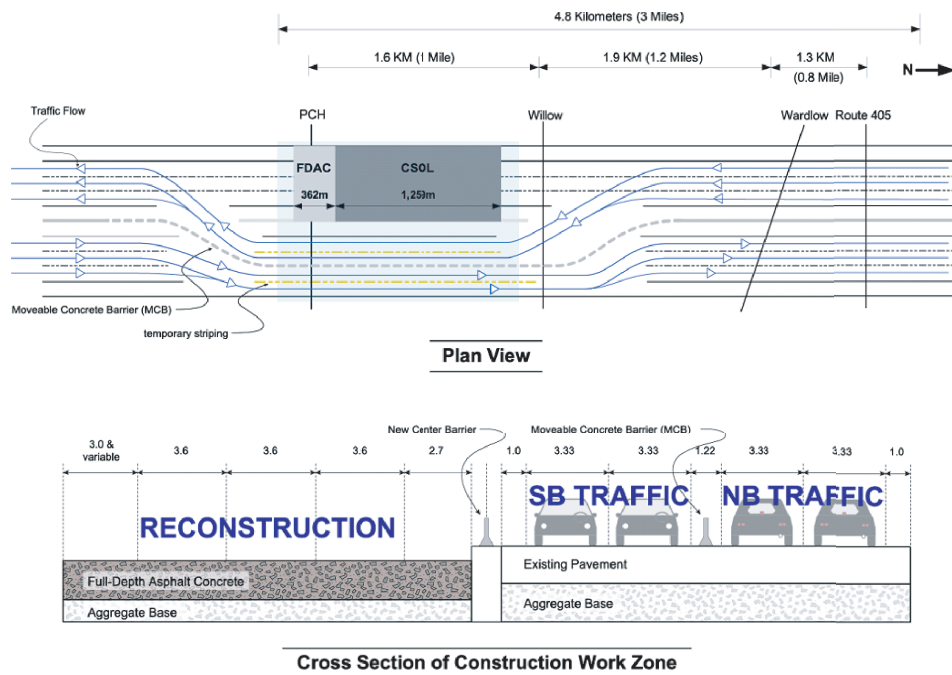 4.8 Kilometers (3 Miles)
1.6 KM (1 Mile)
1.9 KM (1.2 Miles)
1.3 KM
(0.8 Mile)
N
Traffic Flow
PCH
Willow
Wardlow
Route 405
FDAC
CSOL
362m
1,259m
Moveable Concrete Barrier (MCB)
temporary striping
Plan View
New Center Barrier
Moveable Concrete Barrier (MCB)
3.0 &
variable
3.6
3.6
3.6
2.7
1.0
3.33
3.33
1.22
3.33
3.33
1.0
SB TRAFFIC
NB TRAFFIC
RECONSTRUCTION
Full-Depth Asphalt Concrete
Existing Pavement
Aggregate Base
Aggregate Base
Cross Section of Construction Work Zone